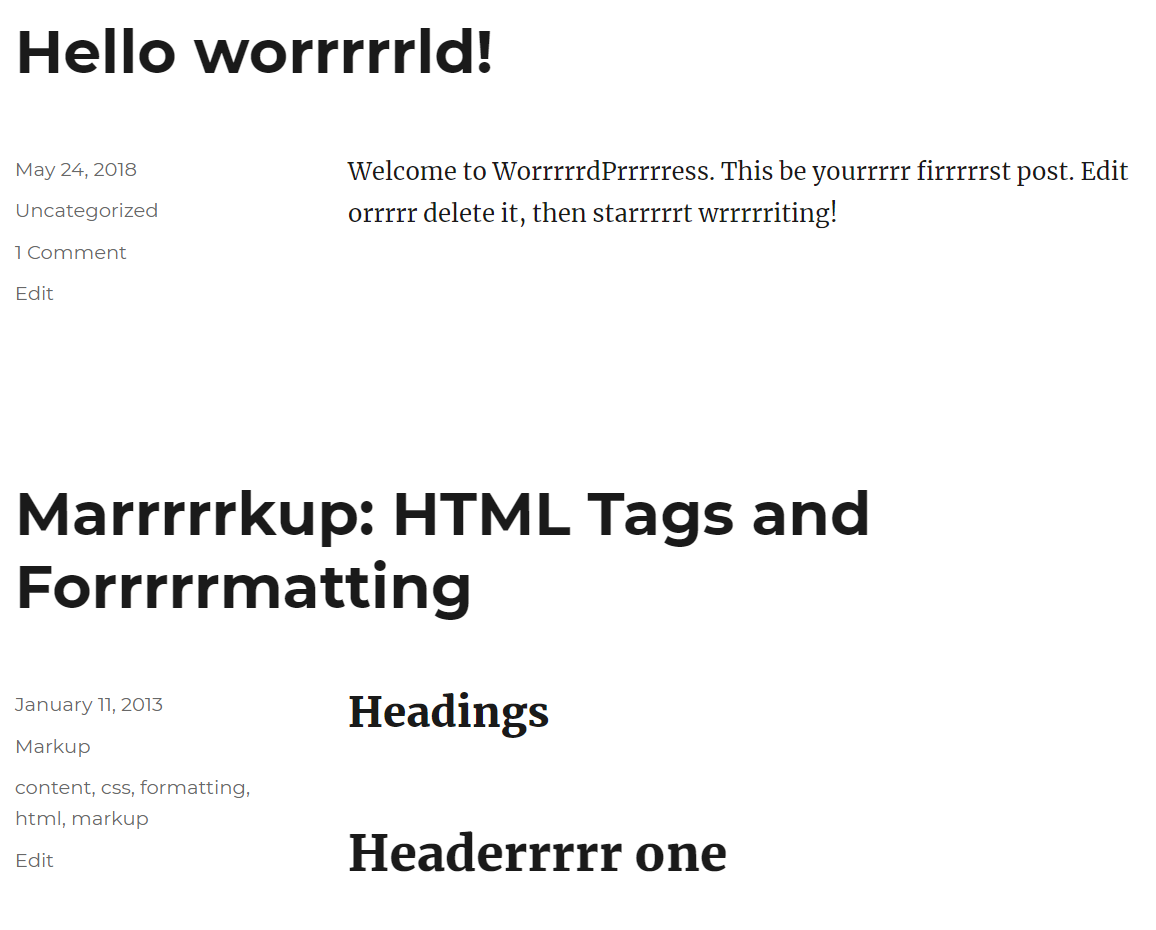 Hello worrrrrld!
May 24, 2018
Uncategorized
1 Comment
Edit
Welcome to WorrrrrdPrrrrress. This be yourrrrr firrrrrst post. Edit
orrrrr delete it, then starrrrrt wrrrrriting!
Marrrrrkup: HTML Tags and
Forrrrrmatting
January 11, 2013
Markup
content, css, formatting,
html, markup
Edit
Headings
Headerrrrr one